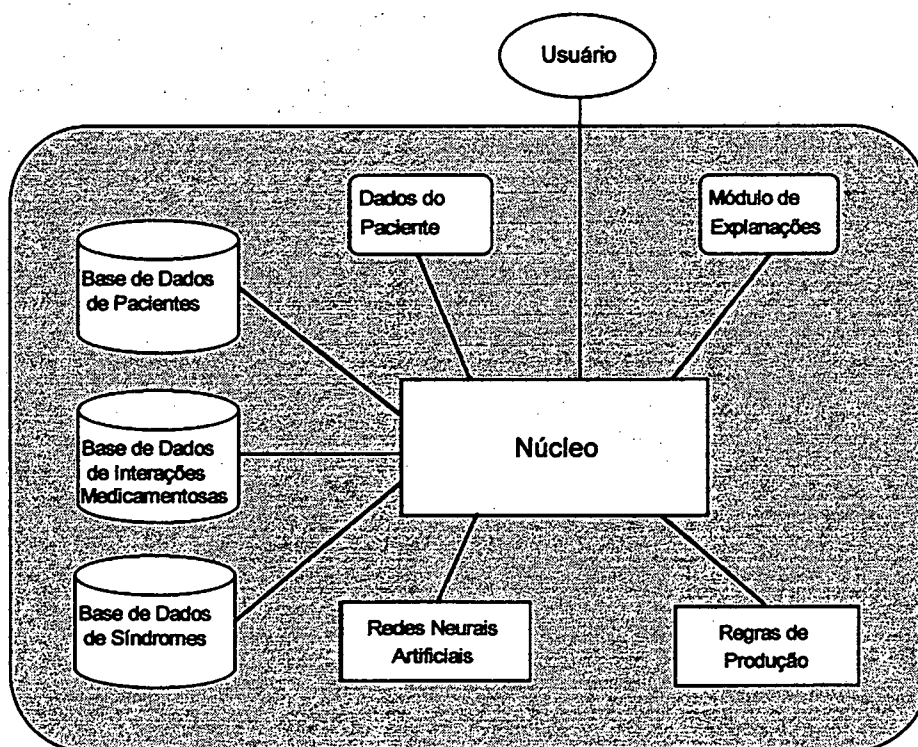 Usuário
Dados do
Paciente
Módulo de
Explanações
Base de Dados
de Pacientes
Base de Dados
de Interações
Medicamentosas
Núcleo
Base de Dados
de Síndromes
Redes Neurais
Artificiais
Regras de
Produção